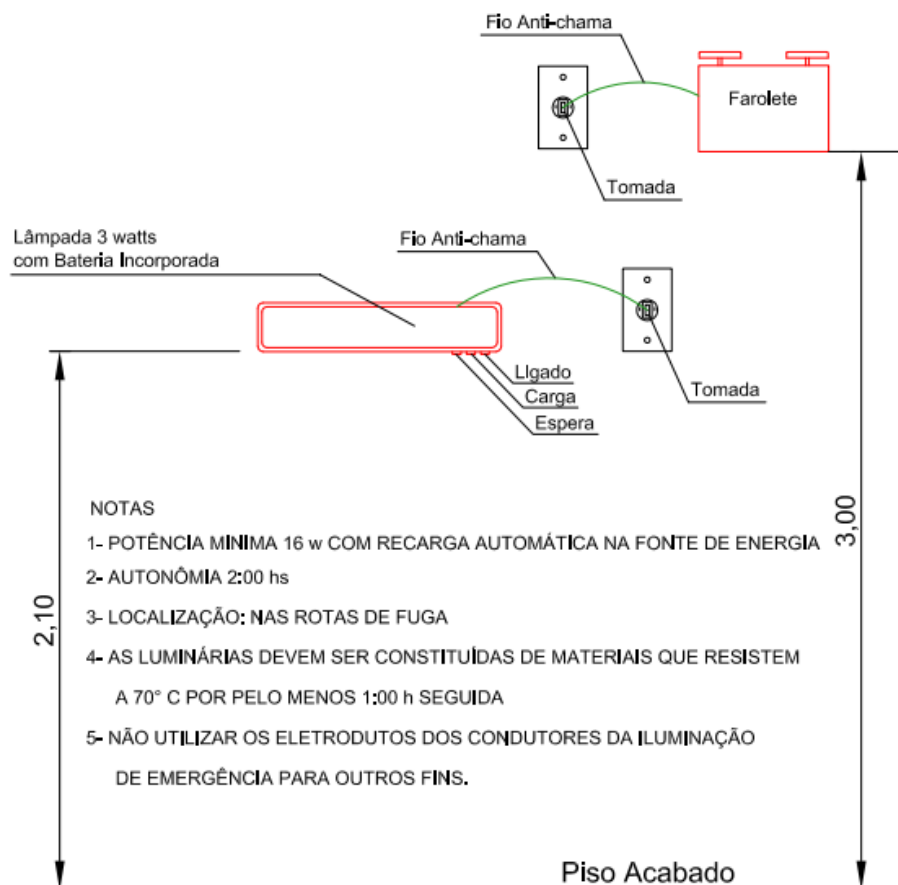 Fio Anti-chama
Farolete
Tomada
Lâmpada 3 watts
com Bateria Incorporada
Fio Anti-chama
LIgado
Carga
Espera
Tomada
2,10
3,00
NOTAS
1- POTÊNCIA MINIMA 16 w COM RECARGA AUTOMÁTICA NA FONTE DE ENERGIA
2- AUTONÔMIA 2:00 hs
3- LOCALIZAÇÃO: NAS ROTAS DE FUGA
4- AS LUMINÁRIAS DEVEM SER CONSTITUÍDAS DE MATERIAIS QUE RESISTEM
A 70° C POR PELO MENOS 1:00 h SEGUIDA
5- NÃO UTILIZAR OS ELETRODUTOS DOS CONDUTORES DA ILUMINAÇÃO
DE EMERGÊNCIA PARA OUTROS FINS.
Piso Acabado